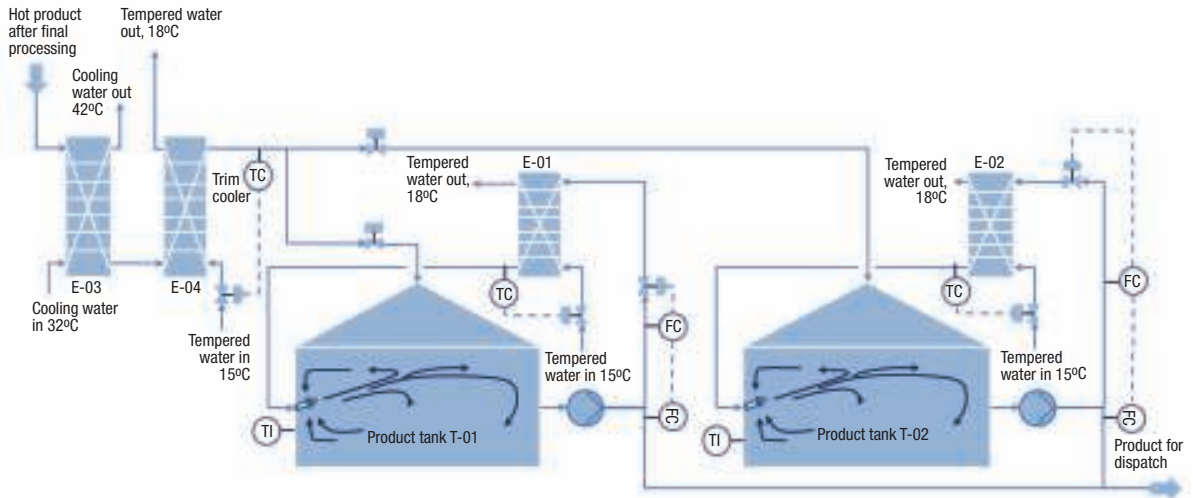 Hot product
after final
processing
Tempered water
out, 18ºC
Cooling
water out
42ºC
Trim
cooler
TC
E-03
E-04
Cooling water
in 32ºC
Tempered
water in
15ºC
Tempered
water out,
18ºC
E-01
TC
FC
FC
Tempered
water in 15ºC
TI
Product tank T-01
Tempered
water out,
18ºC
E-02
TC
FC
FC
Tempered
water in 15ºC
TI
Product tank T-02
Product for
dispatch